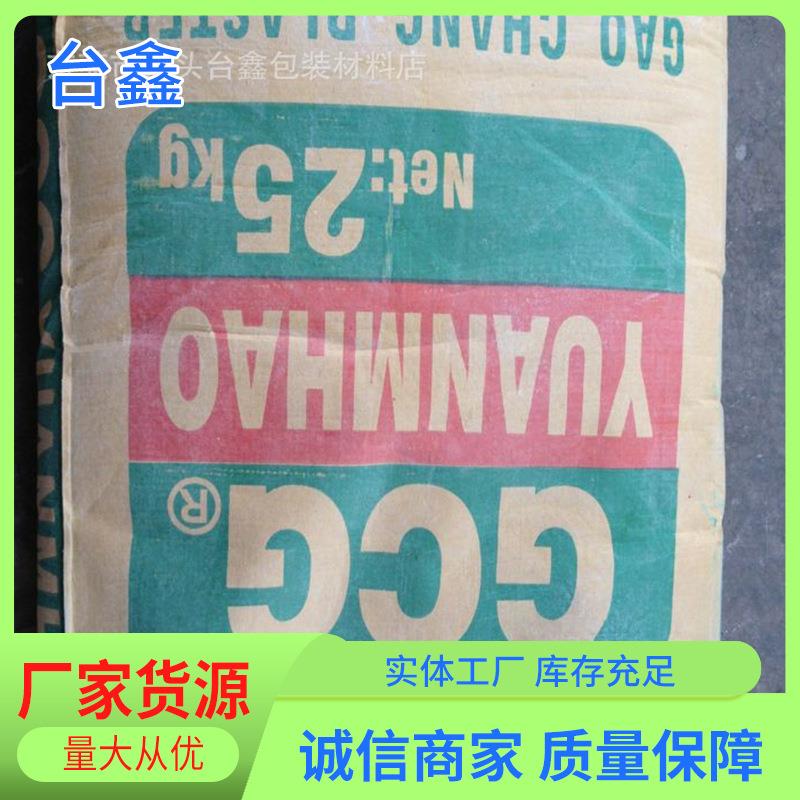 台鑫
头台鑫包装材料店
GAO CHANG PLASTER
Net:25kg
YUANMHAO
GCG®
厂家货源
量大从优
实体工厂 库存充足
诚信商家 质量保障